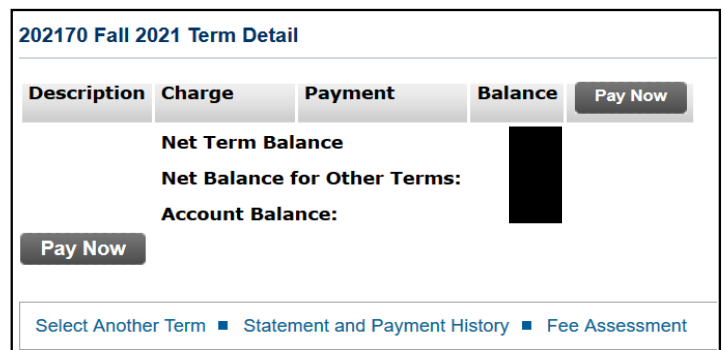 202170 Fall 2021 Term Detail
Description Charge Payment Balance Pay Now
Net Term Balance
Net Balance for Other Terms:
Account Balance:
Pay Now
Select Another Term ■ Statement and Payment History ■ Fee Assessment